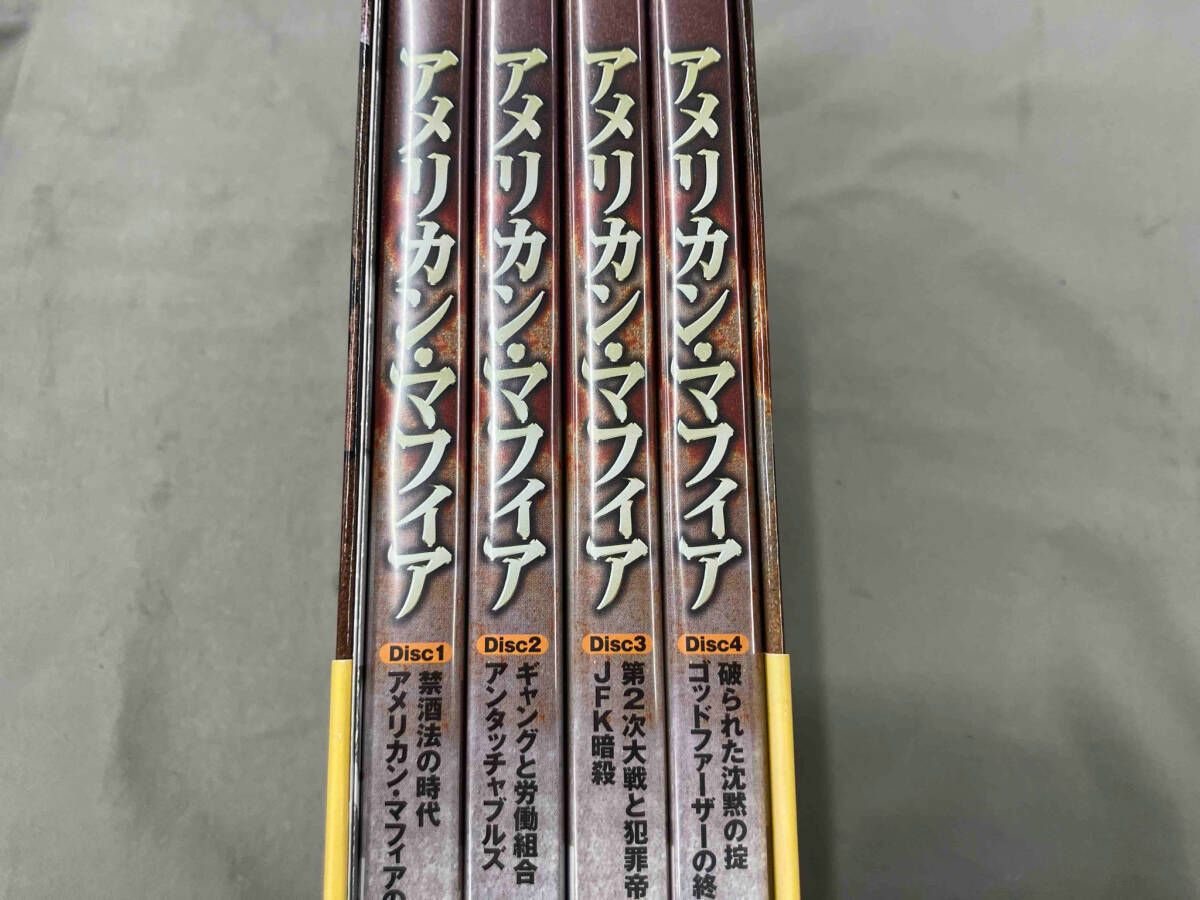 アメリカン・マフィア
Disc1
禁酒法の時代
アメリカン・マフィアの
アメリカン・マフィア
Disc2
ギャングと労働組合
アンタッチャブルズ
アメリカン・マフィア
Disc3
第2次大戦と犯罪帝
JFK暗殺
アメリカン・マフィア
Disc4
破られた沈黙の掟
ゴッドファーザーの終